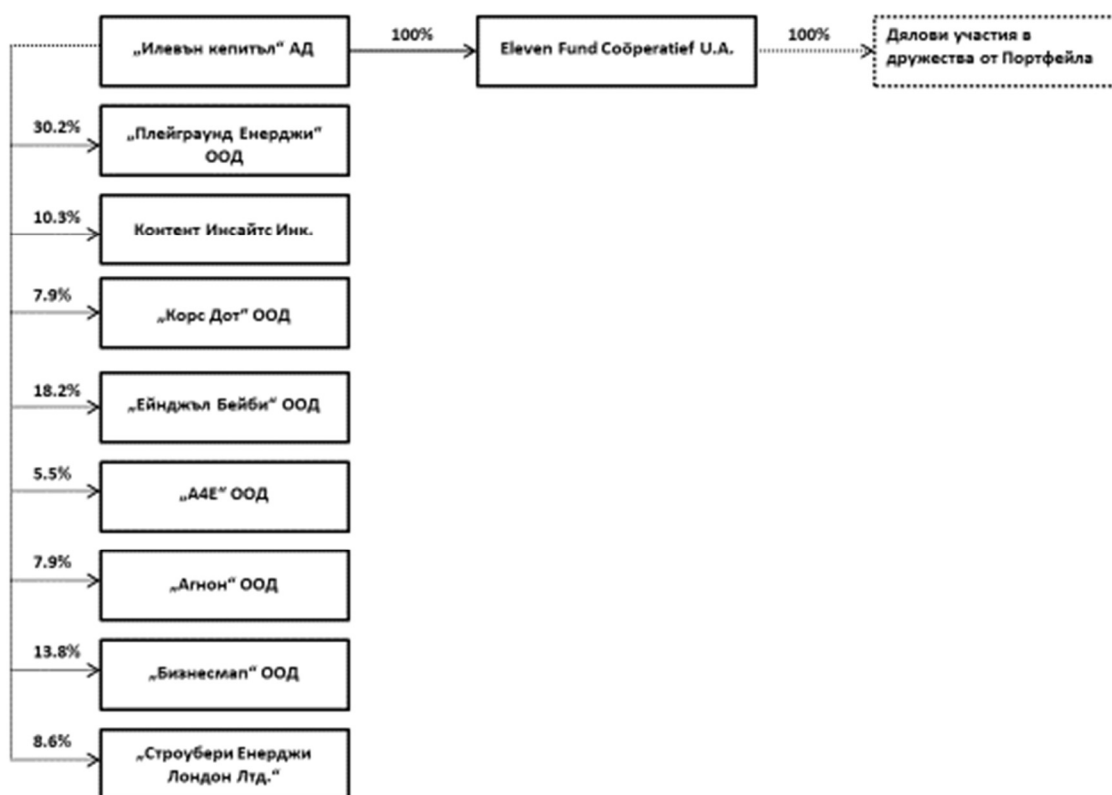 „Илевън кепитъл“ АД
100%
Eleven Fund Coöperatief U.A.
100%
Дялови участия в
дружества от Портфейла
30.2%
„Плейграунд Енерджи“
ООД
10.3%
Контент Инсайтс Инк.
7.9%
„Корс Дот“ ООД
18.2%
„Ейнджъл Бейби“ ООД
5.5%
„А4Е“ ООД
7.9%
„Агнон“ ООД
13.8%
„Бизнесмап“ ООД
8.6%
„Строубери Енерджи
Лондон Лтд.“